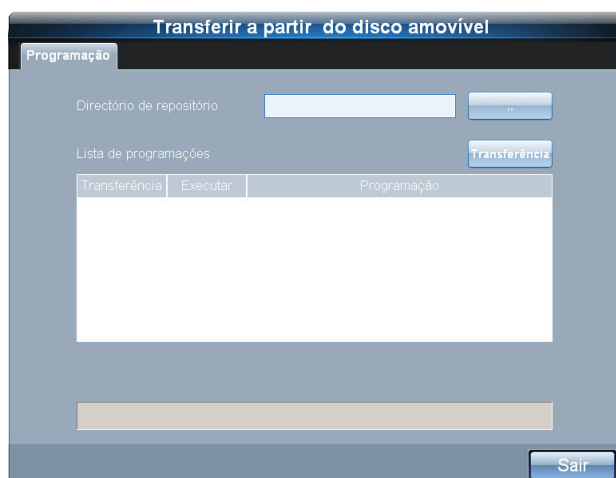 Transferir a partir do disco amovível
Programação
Directório de repositório
..
Lista de programações
Transferência
Transferência Executar Programação
Sair